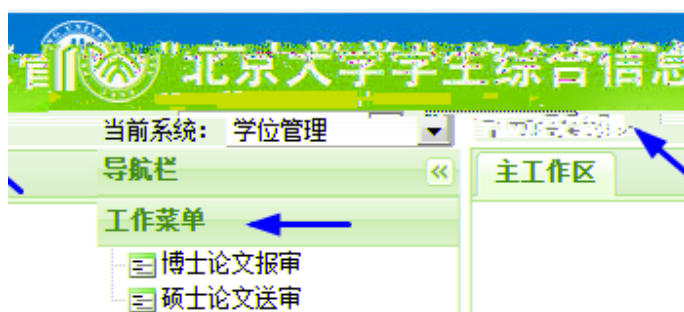 北京大学学生综合信息
当前系统： 学位管理
导航栏
主工作区
工作菜单
博士论文报审
硕士论文送审